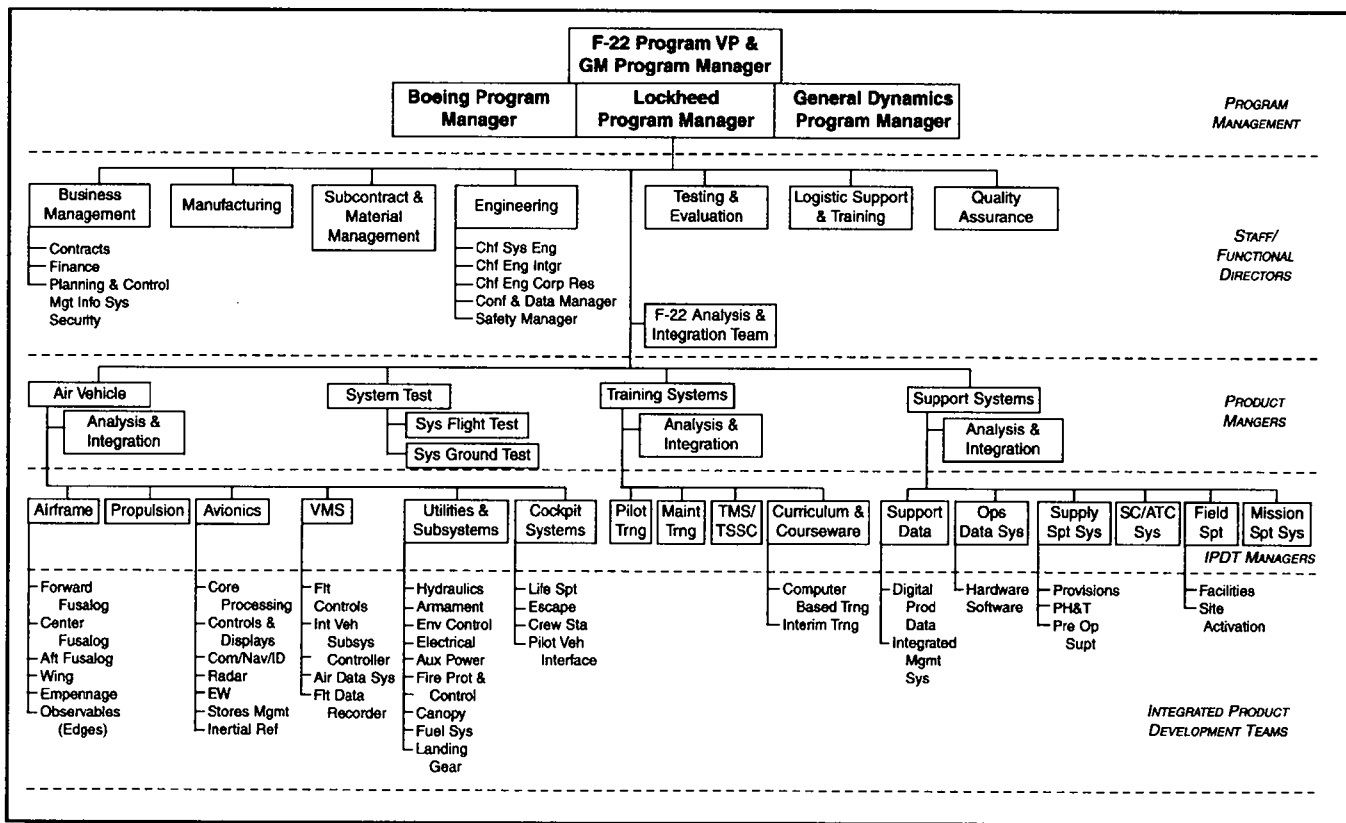 F-22 Program VP &
GM Program Manager
Boeing Program
Manager
Lockheed
Program Manager
General Dynamics
Program Manager
PROGRAM
MANAGEMENT
Business
Management
Manufacturing
Subcontract &
Material
Management
Engineering
Testing &
Evaluation
Logistic Support
& Training
Quality
Assurance
Contracts
Finance
Planning & Control
Mgt Info Sys
Security
Chf Sys Eng
Chf Eng Intgr
Chf Eng Corp Res
Conf & Data Manager
Safety Manager
F-22 Analysis &
Integration Team
STAFF/
FUNCTIONAL
DIRECTORS
Air Vehicle
Analysis &
Integration
System Test
Sys Flight Test
Sys Ground Test
Training Systems
Analysis &
Integration
Support Systems
Analysis &
Integration
PRODUCT
MANGERS
Airframe
Propulsion
Avionics
VMS
Utilities &
Subsystems
Cockpit
Systems
Pilot
Trng
Maint
Trng
TMS/
TSSC
Curriculum &
Courseware
Support
Data
Ops
Data Sys
Supply
Spt Sys
SC/ATC
Sys
Field
Spt
Mission
Spt Sys
IPDT MANAGERS
Forward
Fusalog
Center
Fusalog
Aft Fusalog
Wing
Empennage
Observables
(Edges)
Core
Processing
Controls &
Displays
Com/Nav/ID
Radar
EW
Stores Mgmt
Inertial Ref
Flt
Controls
Int Veh
Subsys
Controller
Air Data Sys
Flt Data
Recorder
Hydraulics
Armament
Env Control
Electrical
Aux Power
Fire Prot &
Control
Canopy
Fuel Sys
Landing
Gear
Life Spt
Escape
Crew Sta
Pilot Veh
Interface
Computer
Based Trng
Interim Trng
Digital
Prod
Data
Integrated
Mgmt
Sys
Hardware
Software
Provisions
PH&T
Pre Op
Supt
Facilities
Site
Activation
INTEGRATED PRODUCT
DEVELOPMENT TEAMS